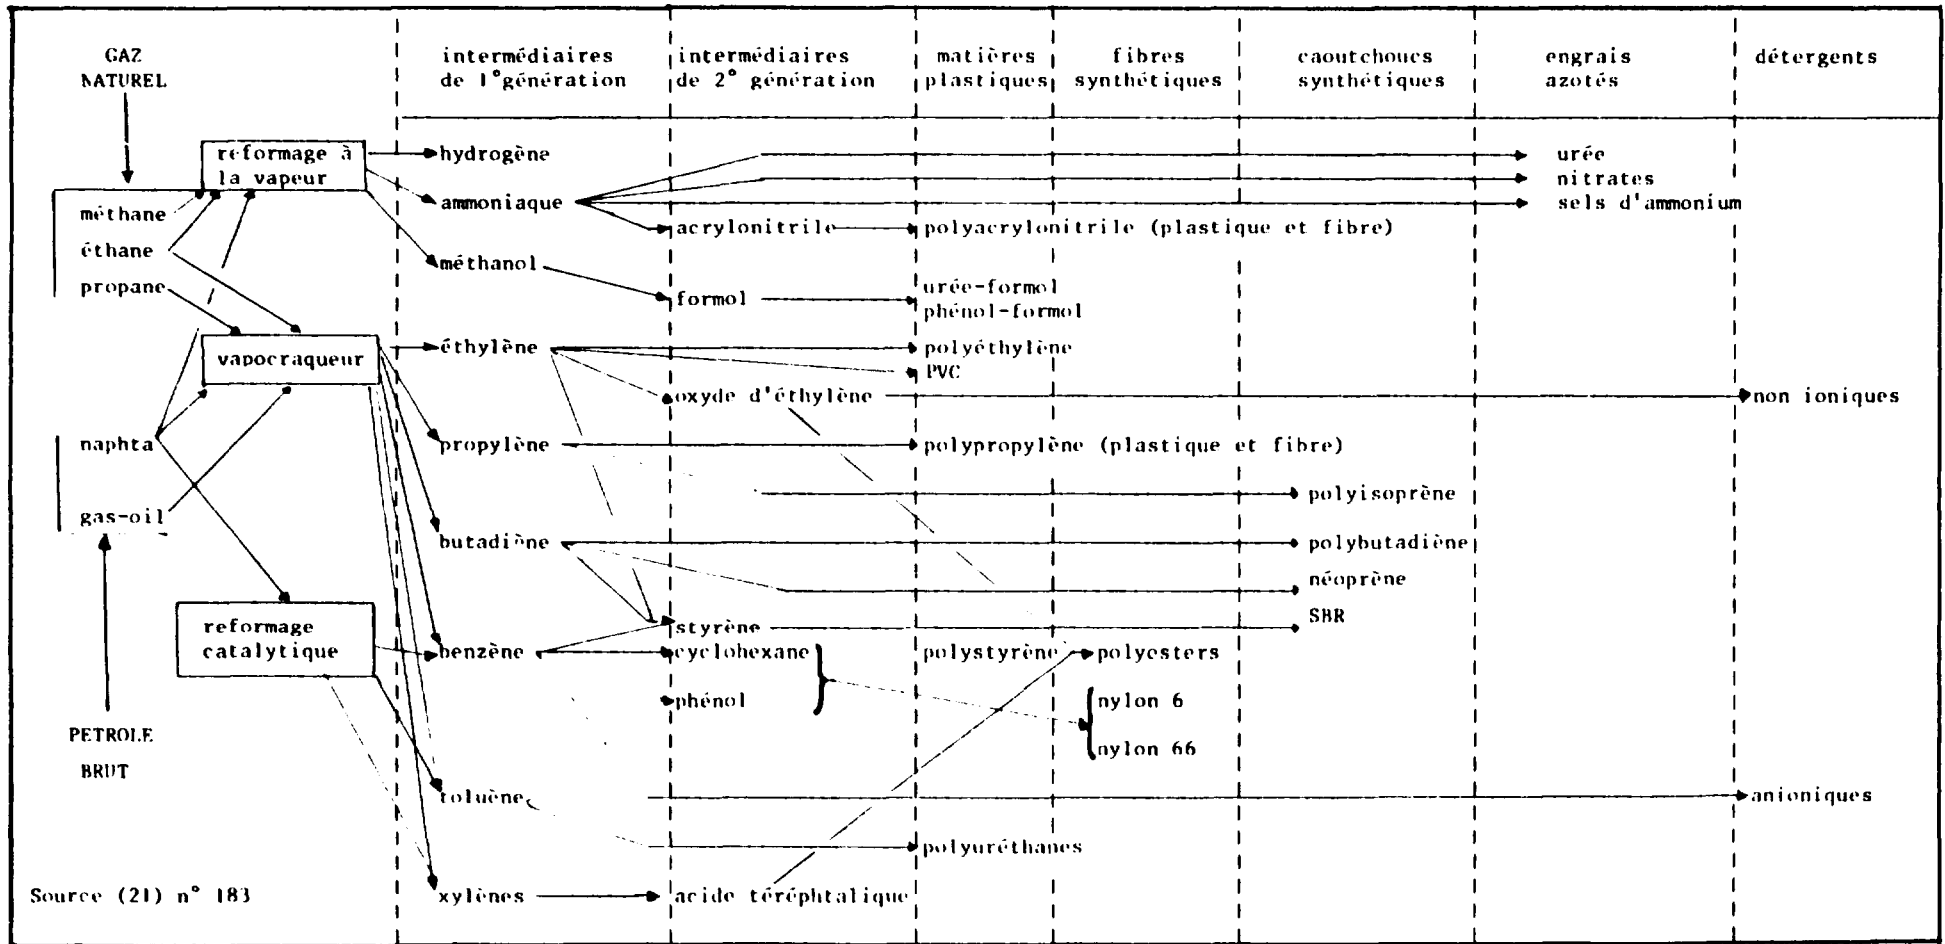 GAZ
NATUREL
intermédiaires
de 1°génération
intermédiaires
de 2° génération
matières
plastiques
fibres
synthétiques
caoutchoucs
synthétiques
engrais
azotés
détergents
reformage à
la vapeur
méthane
éthane
propane
vapocraqueur
naphta
gas-oil
reformage
catalytique
PETROLE
BRUT
hydrogène
ammoniaque
méthanol
éthylène
propylène
butadiène
benzène
toluène
xylènes
acrylonitrile
formol
oxyde d'éthylène
styrène
cyclohexane
phénol
acide téréphtalique
polyacrylonitrile (plastique et fibre)
urée-formol
phénol-formol
polyéthylène
PVC
polypropylène (plastique et fibre)
polystyrène
polyuréthanes
polyesters
nylon 6
nylon 66
polyisoprène
polybutadiène
néoprène
SBR
urée
nitrates
sels d'ammonium
non ioniques
anioniques
Source (21) n° 183